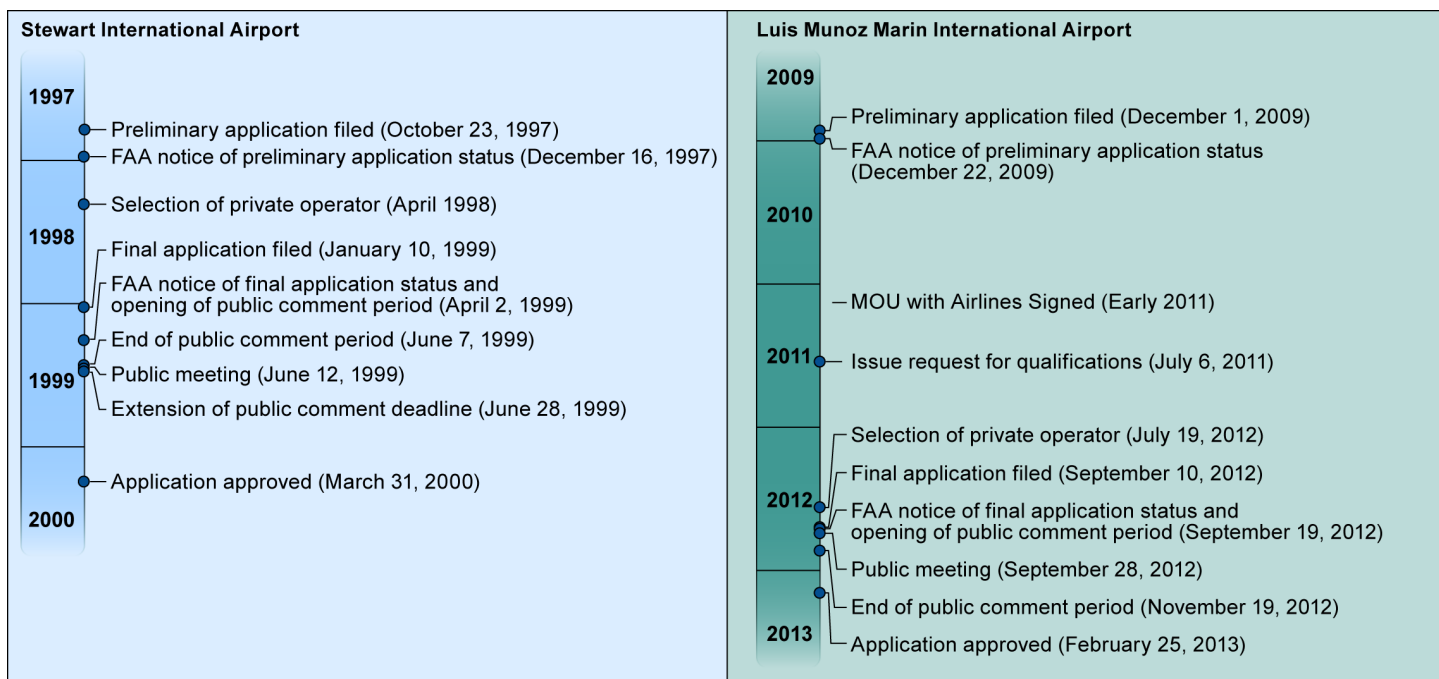 Stewart International Airport
1997
Preliminary application filed (October 23, 1997)
FAA notice of preliminary application status (December 16, 1997)
Selection of private operator (April 1998)
1998
Final application filed (January 10, 1999)
FAA notice of final application status and
opening of public comment period (April 2, 1999)
End of public comment period (June 7, 1999)
1999
Public meeting (June 12, 1999)
Extension of public comment deadline (June 28, 1999)
Application approved (March 31, 2000)
2000
Luis Munoz Marin International Airport
2009
Preliminary application filed (December 1, 2009)
FAA notice of preliminary application status
(December 22, 2009)
2010
MOU with Airlines Signed (Early 2011)
2011
Issue request for qualifications (July 6, 2011)
Selection of private operator (July 19, 2012)
Final application filed (September 10, 2012)
2012
FAA notice of final application status and
opening of public comment period (September 19, 2012)
Public meeting (September 28, 2012)
End of public comment period (November 19, 2012)
2013
Application approved (February 25, 2013)